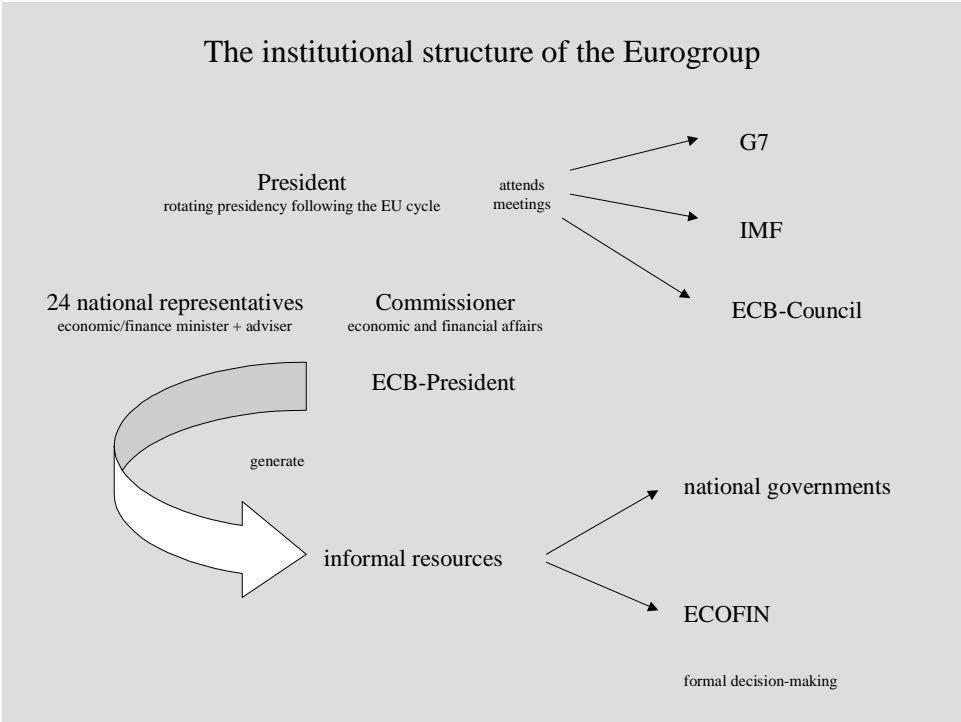 The institutional structure of the Eurogroup
President
rotating presidency following the EU cycle
attends
meetings
G7
IMF
ECB-Council
24 national representatives
economic/finance minister + adviser
Commissioner
economic and financial affairs
ECB-President
generate
informal resources
national governments
ECOFIN
formal decision-making